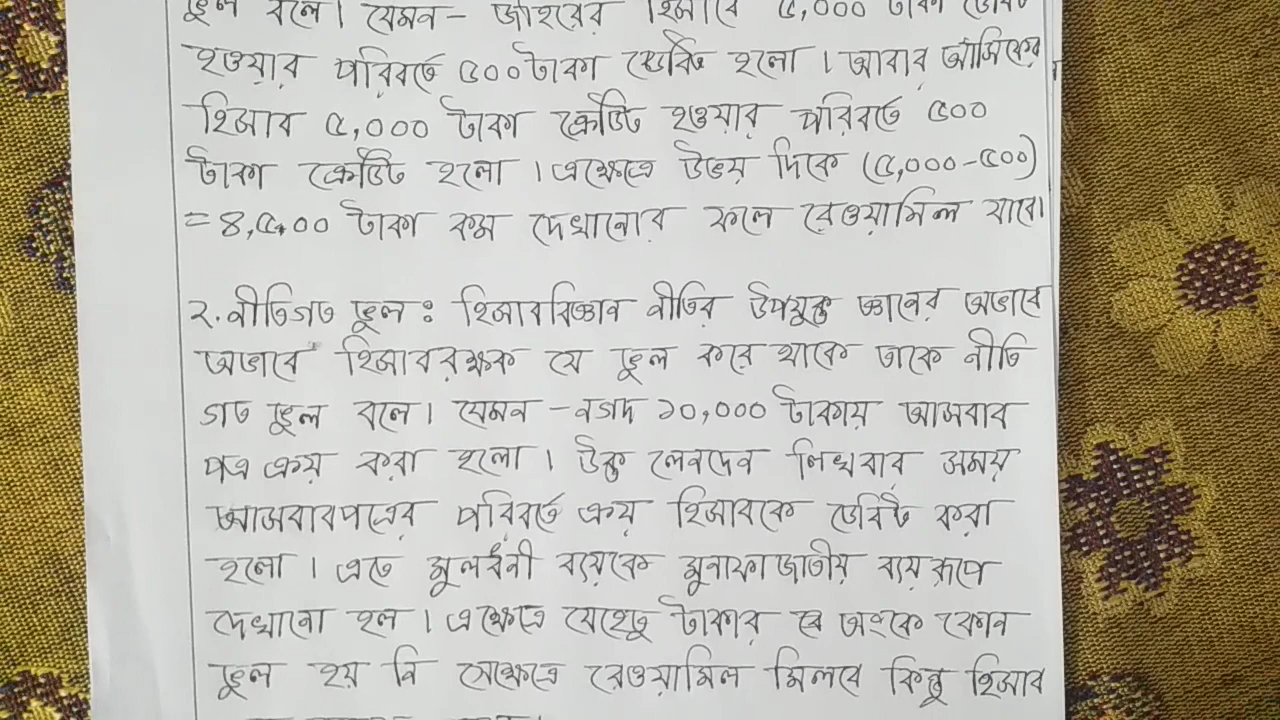 ভুল বলে। যেমন - জহিরের হিসাবে ৫,০০০ টাকা ডেবিট
হওয়ার পরিবর্তে ৫০০ টাকা ডেবিট হলো। আবার আসিকের
হিসাব ৫,০০০ টাকা ক্রেডিট হওয়ার পরিবর্তে ৫০০
টাকা ক্রেডিট হলো। এক্ষেত্রে উভয় দিকে (৫,০০০-৫০০)
= ৪,৫০০ টাকা কম দেখানোর ফলে রেওয়ামিল যাবে।
২. নীতিগত ভুল : হিসাববিজ্ঞান নীতির উপযুক্ত জ্ঞানের অভাবে
অভাবে হিসাবরক্ষক যে ভুল করে থাকে তাকে নীতি
গত ভুল বলে। যেমন - নগদ ১০,০০০ টাকায় আসবাব
পত্র ক্রয় করা হলো। উক্ত লেনদেন লিখবার সময়
আসবাবপত্রের পরিবর্তে ক্রয় হিসাবকে ডেবিট করা
হলো। এতে মুলধনী ব্যয়কে মুনাফাজাতীয় ব্যয় রূপে
দেখানো হল। এক্ষেত্রে যেহেতু টাকার অংকে কোন
ভুল হয় নি সেক্ষেত্রে রেওয়ামিল মিলবে কিন্তু হিসাব